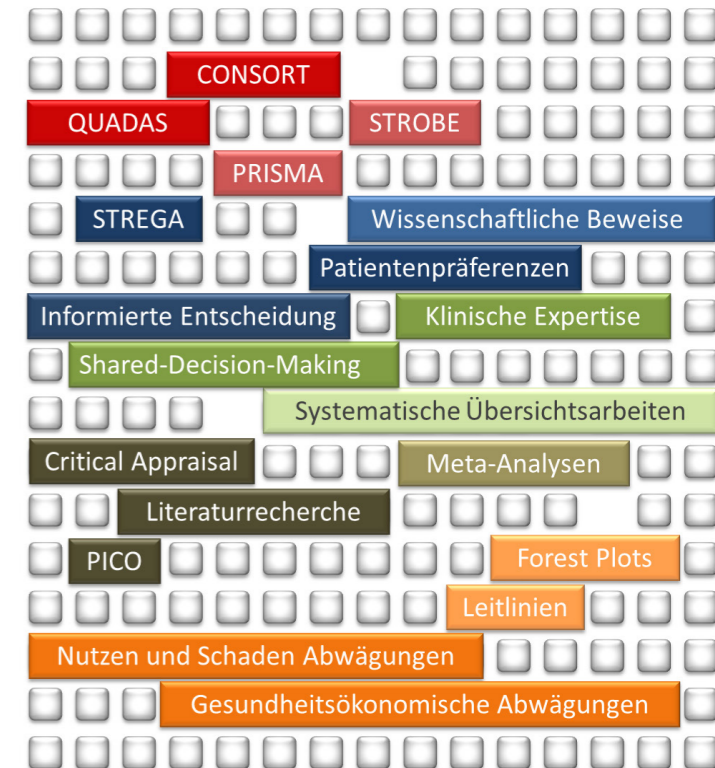 CONSORT
QUADAS
STROBE
PRISMA
STREGA
Wissenschaftliche Beweise
Patientenpräferenzen
Informierte Entscheidung
Klinische Expertise
Shared-Decision-Making
Systematische Übersichtsarbeiten
Critical Appraisal
Meta-Analysen
Literaturrecherche
PICO
Forest Plots
Leitlinien
Nutzen und Schaden Abwägungen
Gesundheitsökonomische Abwägungen